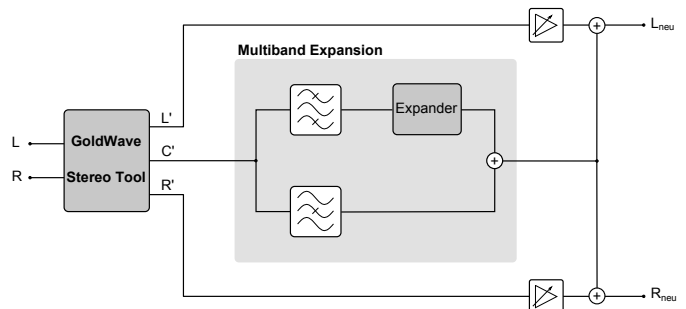 L_neu
Multiband Expansion
Expander
L'
GoldWave
L
C'
R
Stereo Tool
R'
R_neu